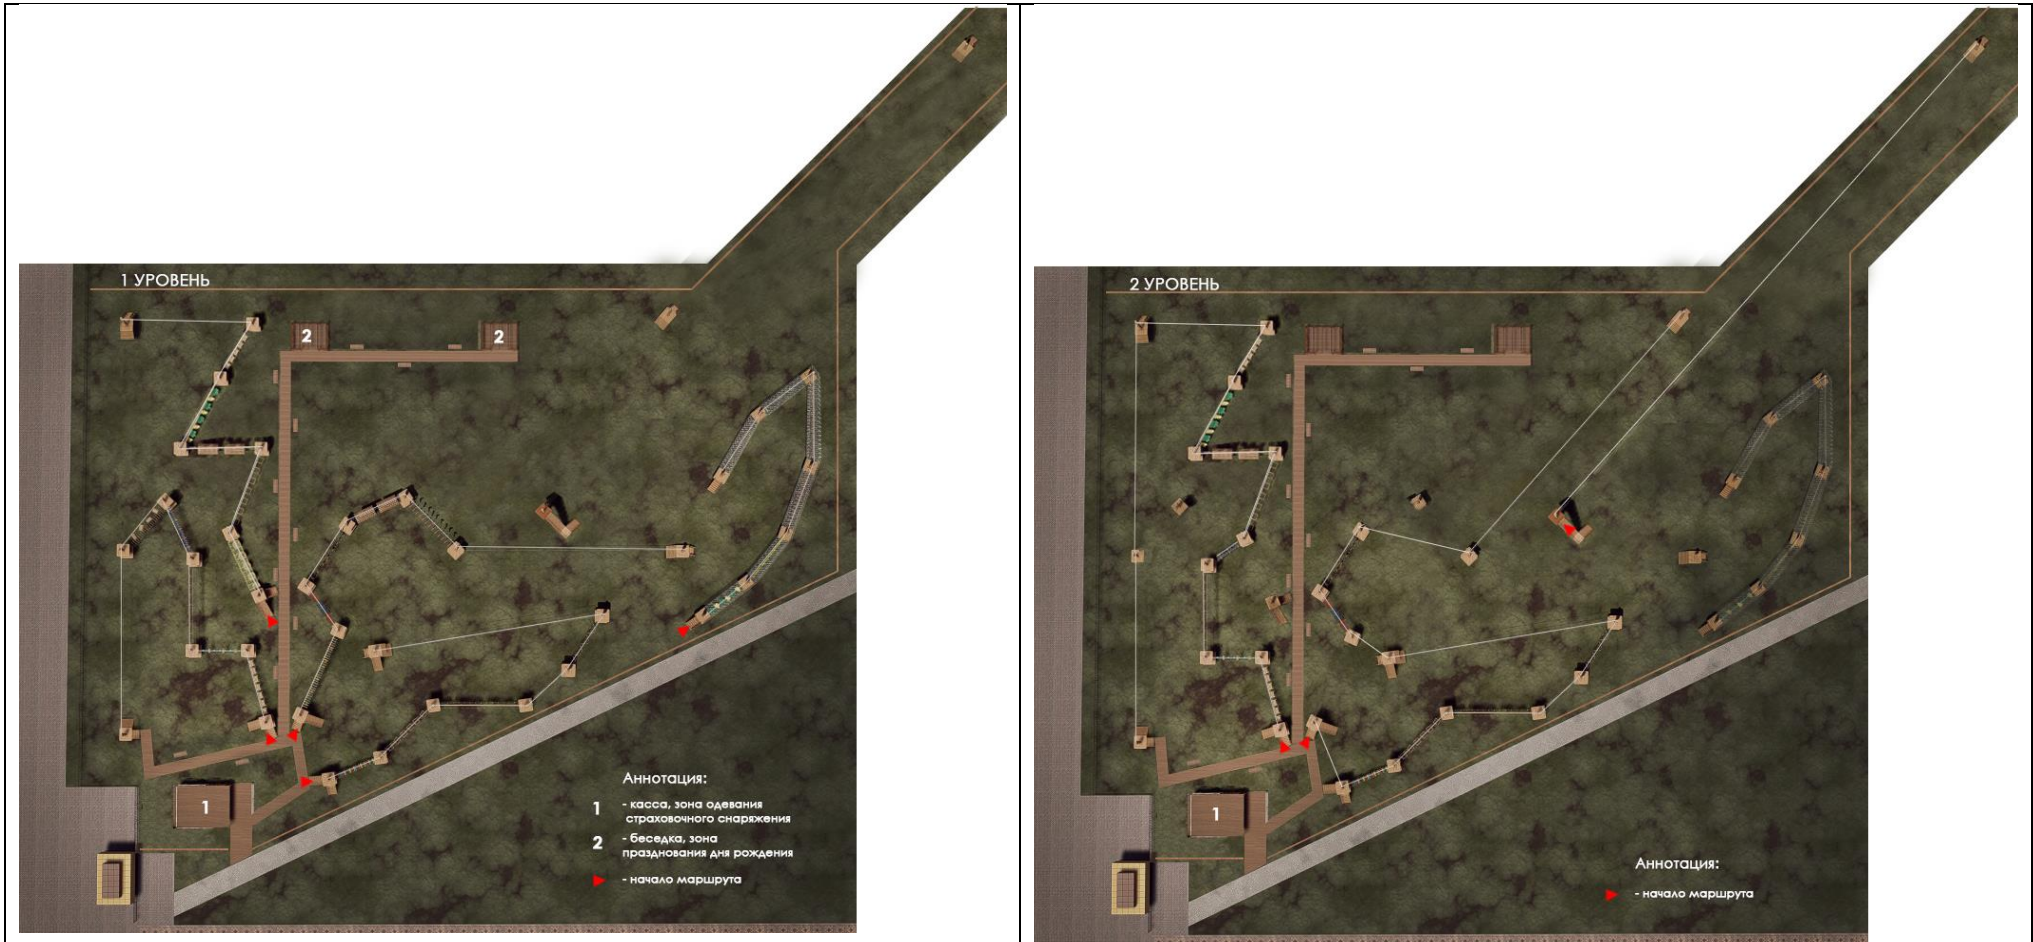 1 УРОВЕНЬ
2
2
1
Аннотация:
1 - касса, зона одевания
страховочного снаряжения
2 - беседка, зона
празднования дня рождения
- начало маршрута
2 УРОВЕНЬ
1
Аннотация:
- начало маршрута